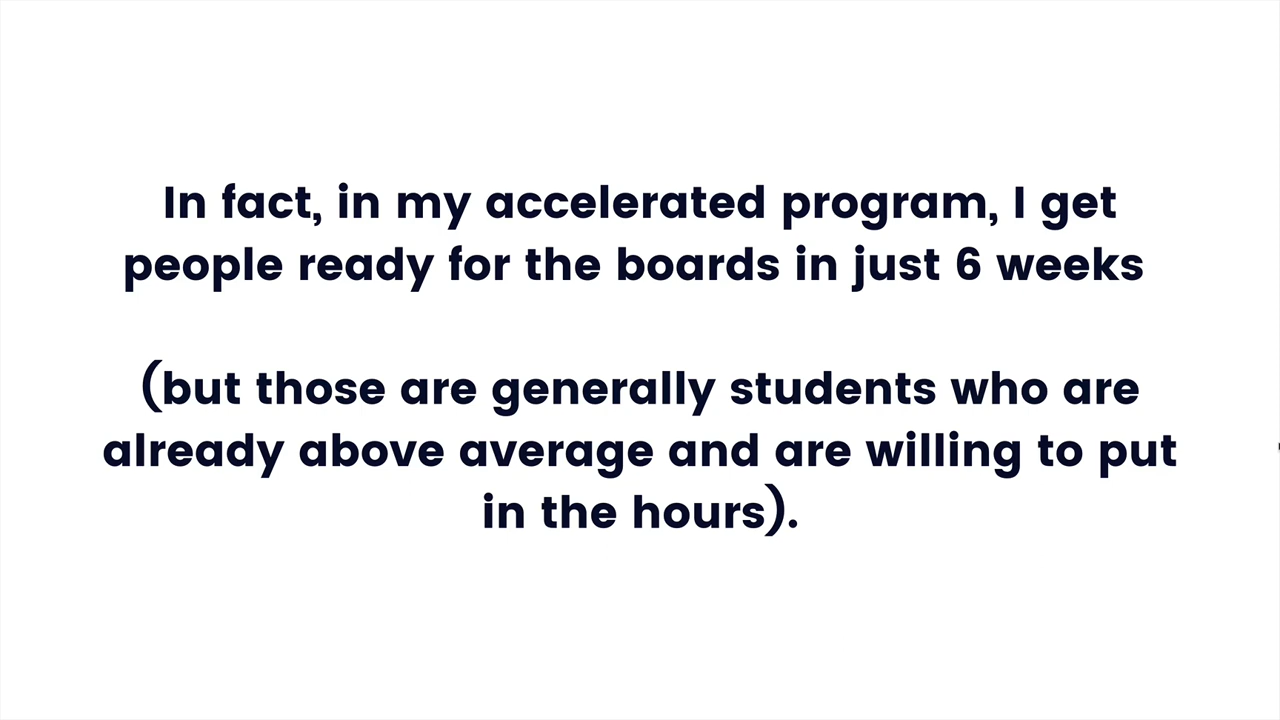 In fact, in my accelerated program, I get
people ready for the boards in just 6 weeks
(but those are generally students who are
already above average and are willing to put
in the hours).